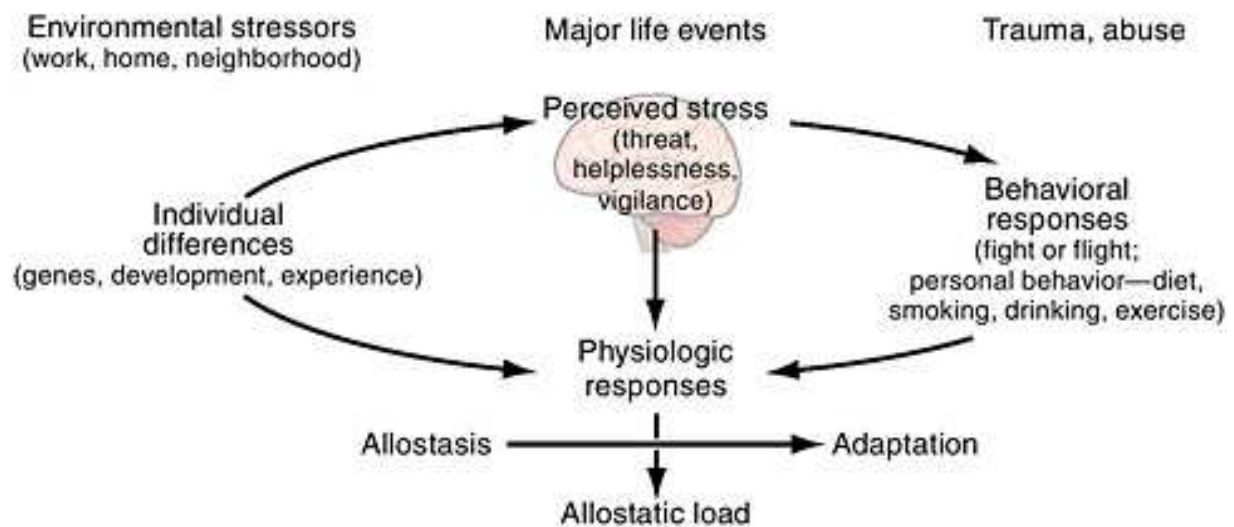 Environmental stressors
(work, home, neighborhood)
Major life events
Trauma, abuse
Perceived stress
(threat,
helplessness,
vigilance)
Individual
differences
(genes, development, experience)
Behavioral
responses
(fight or flight;
personal behavior—diet,
smoking, drinking, exercise)
Physiologic
responses
Allostasis
Adaptation
Allostatic load